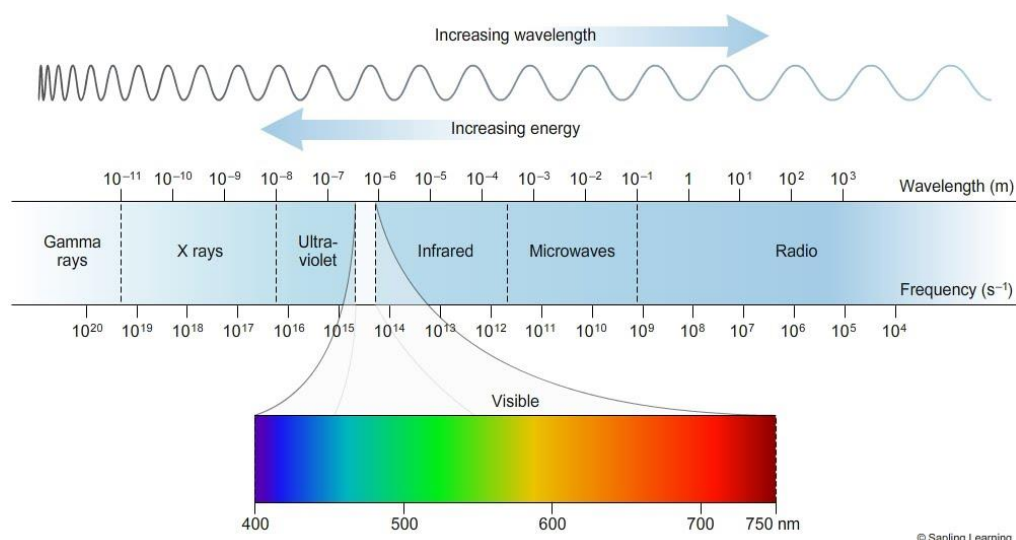 Increasing wavelength
Increasing energy
10⁻¹¹ 10⁻¹⁰ 10⁻⁹ 10⁻⁸ 10⁻⁷ 10⁻⁶ 10⁻⁵ 10⁻⁴ 10⁻³ 10⁻² 10⁻¹ 1 10¹ 10² 10³ Wavelength (m)
Gamma
rays
X rays
Ultra-
violet
Infrared
Microwaves
Radio
Frequency (s⁻¹)
10²⁰ 10¹⁹ 10¹⁸ 10¹⁷ 10¹⁶ 10¹⁵ 10¹⁴ 10¹³ 10¹² 10¹¹ 10¹⁰ 10⁹ 10⁸ 10⁷ 10⁶ 10⁵ 10⁴
Visible
400 500 600 700 750 nm
© Sapling Learning